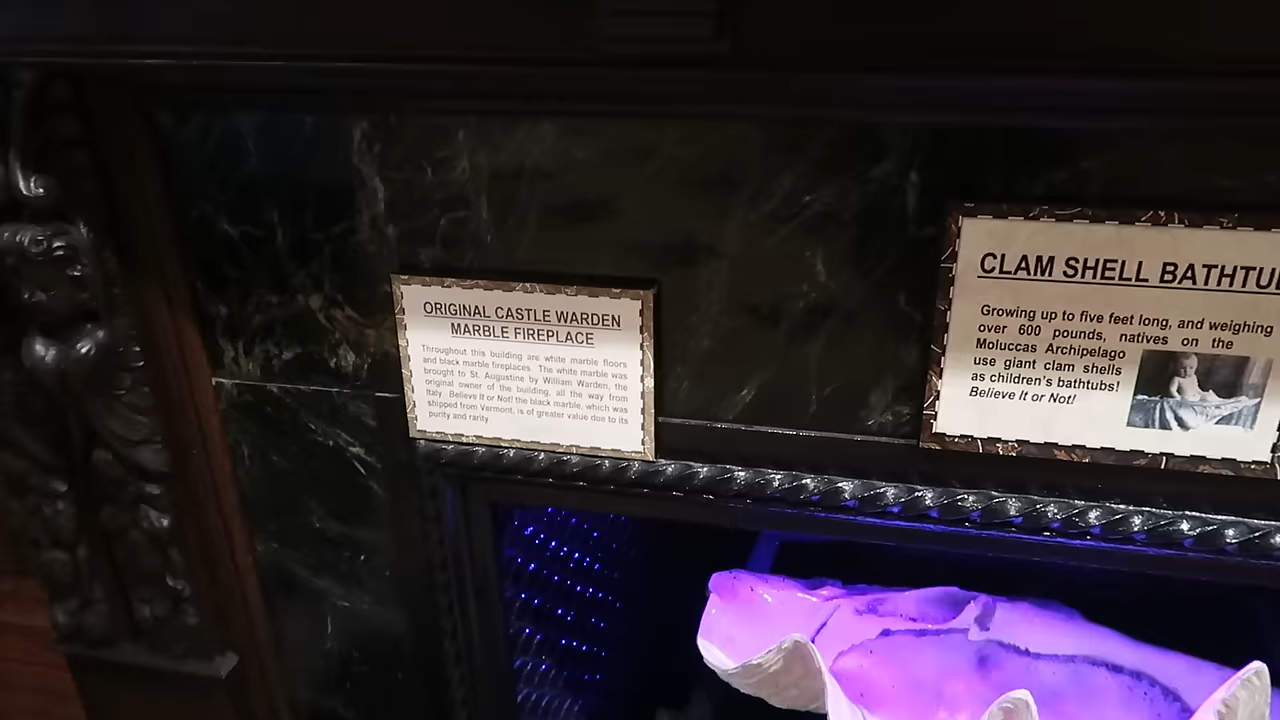 ORIGINAL CASTLE WARDEN
MARBLE FIREPLACE
Throughout this building are white marble floors
and black marble fireplaces. The white marble was
brought to St. Augustine by William Warden, the
original owner of the building, all the way from
Italy. Believe It or Not! the black marble, which was
shipped from Vermont, is of greater value due to its
purity and rarity
CLAM SHELL BATHTU
Growing up to five feet long, and weighing
over 600 pounds, natives on the
Moluccas Archipelago
use giant clam shells
as children's bathtubs!
Believe It or Not!